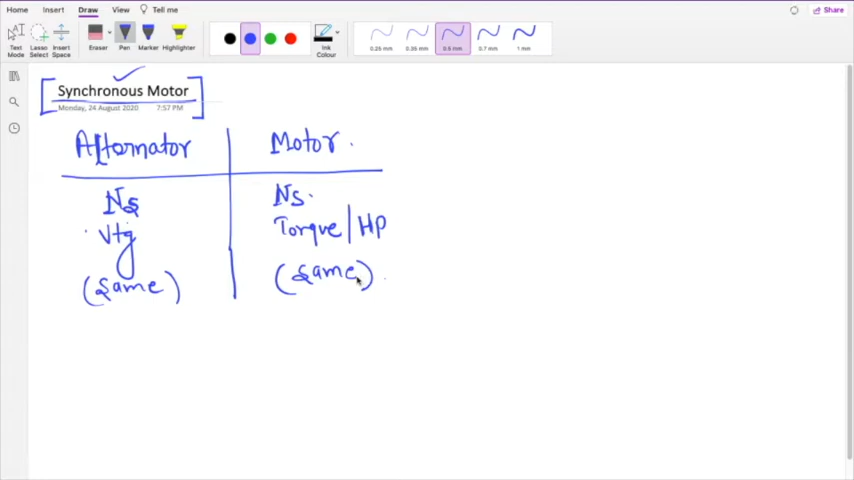 Home Insert Draw View Tell me Share
Text Mode Lasso Select Insert Space Eraser Pen Marker Highlighter Ink Colour 0.25 mm 0.35 mm 0.5 mm 0.7 mm 1 mm
Synchronous Motor
Monday, 24 August 2020 7:57 PM
Alternator Motor.
Ns Ns.
Vtg Torque/HP
(Same) (Same)